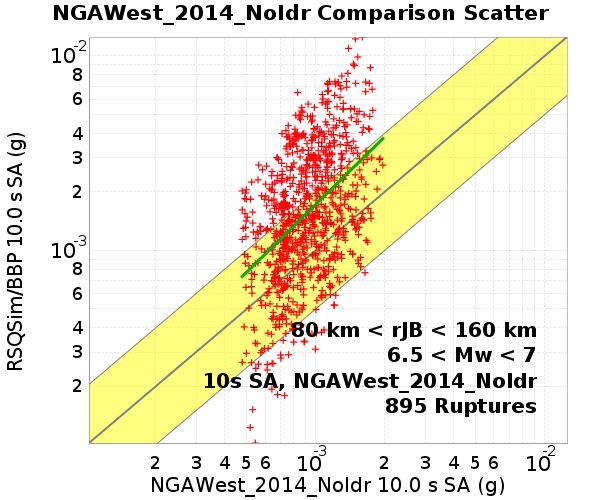 NGAWest_2014_NoIdr Comparison Scatter
RSQSim/BBP 10.0 s SA (g)
10-2
8
6
4
3
2
10-3
8
6
4
3
2
80 km < rJB < 160 km
6.5 < Mw < 7
10s SA, NGAWest_2014_NoIdr
895 Ruptures
2 3 4 5 6 10-3 2 3 4 5 6 10-2
NGAWest_2014_NoIdr 10.0 s SA (g)